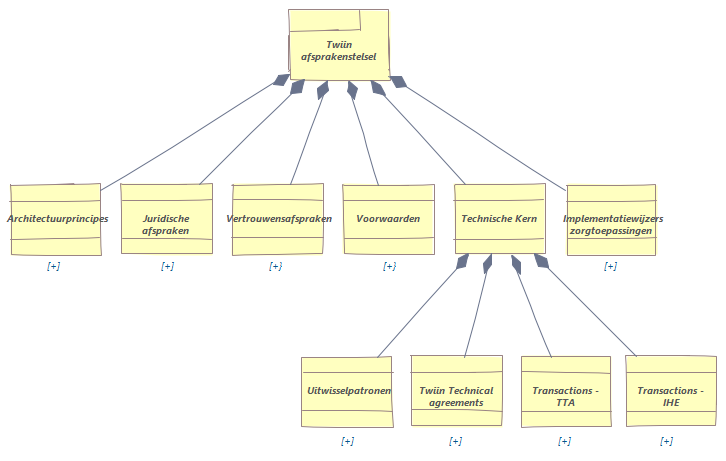 Twiin
afsprakenstelsel
Architectuurprincipes
Juridische
afspraken
Vertrouwensafspraken
Voorwaarden
Technische Kern
Implementatiewijzers
zorgtoepassingen
[+]
[+]
[+}
[+}
[+]
Uitwisselpatronen
Twiin Technical
agreements
Transactions -
TTA
Transactions -
IHE
[+]
[+]
[+]
[+]